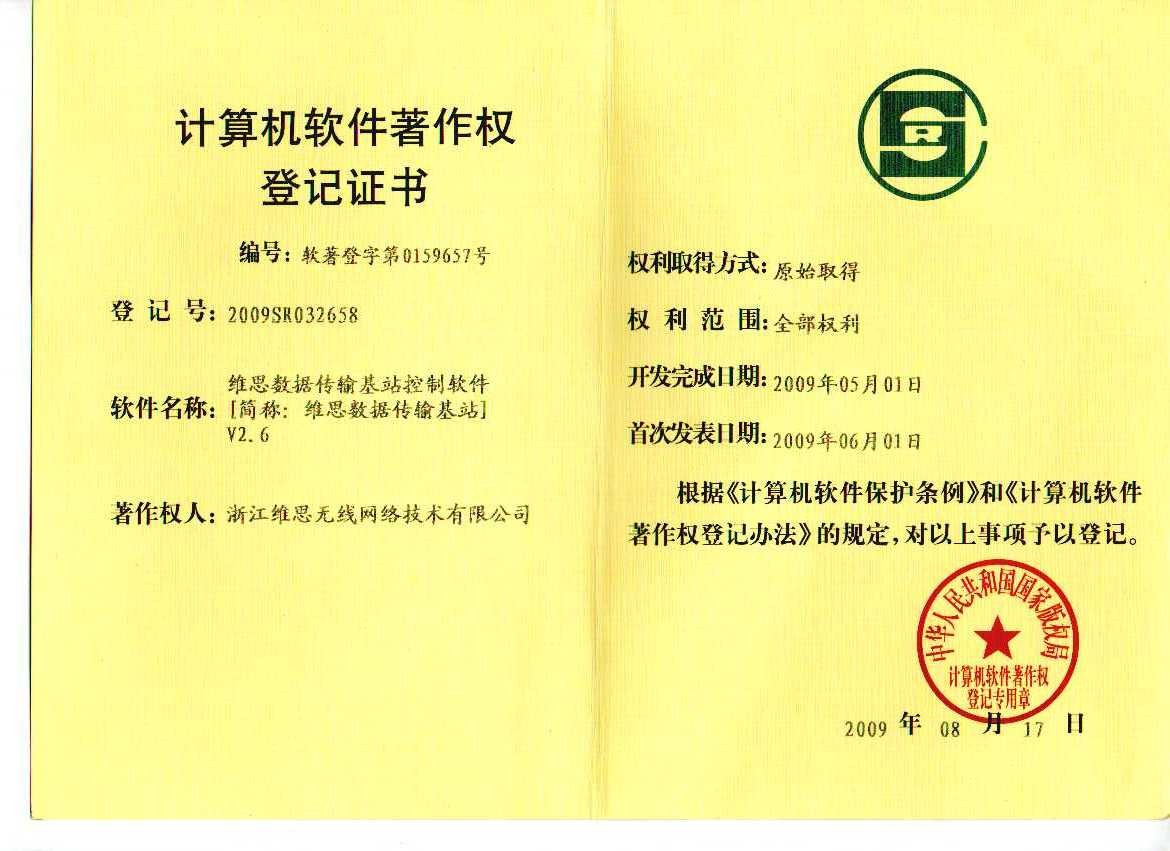 计算机软件著作权
登记证书
编号：软著登字第0159657号
登 记 号：2009SR032658
软件名称：维思数据传输基站控制软件
[简称：维思数据传输基站]
V2.6
著作权人：浙江维思无线网络技术有限公司
R
权利取得方式：原始取得
权 利 范 围：全部权利
开发完成日期：2009年05月01日
首次发表日期：2009年06月01日
根据《计算机软件保护条例》和《计算机软件
著作权登记办法》的规定，对以上事项予以登记。
中华人民共和国国家版权局
计算机软件著作权
登记专用章
2009 年 08 月 17 日